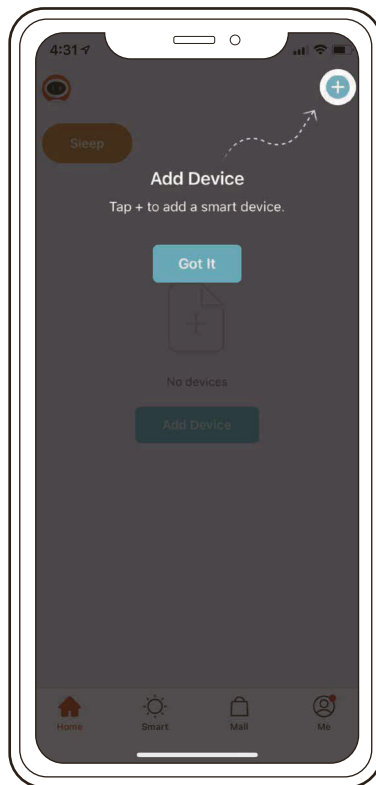 4:31
Sleep
Add Device
Tap + to add a smart device.
Got It
No devices
Add Device
Home
Smart
Mall
Me